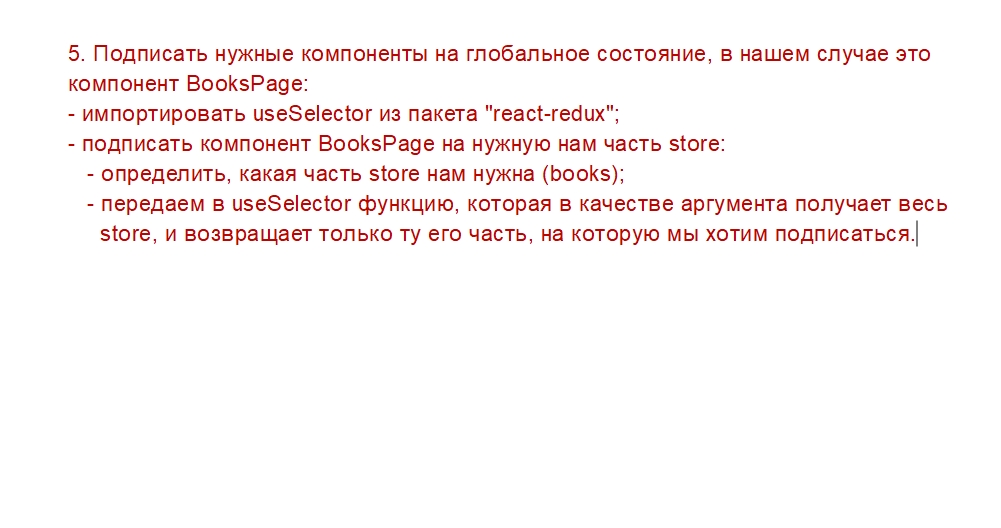 5. Подписать нужные компоненты на глобальное состояние, в нашем случае это
компонент BooksPage:
- импортировать useSelector из пакета "react-redux";
- подписать компонент BooksPage на нужную нам часть store:
- определить, какая часть store нам нужна (books);
- передаем в useSelector функцию, которая в качестве аргумента получает весь
store, и возвращает только ту его часть, на которую мы хотим подписаться.